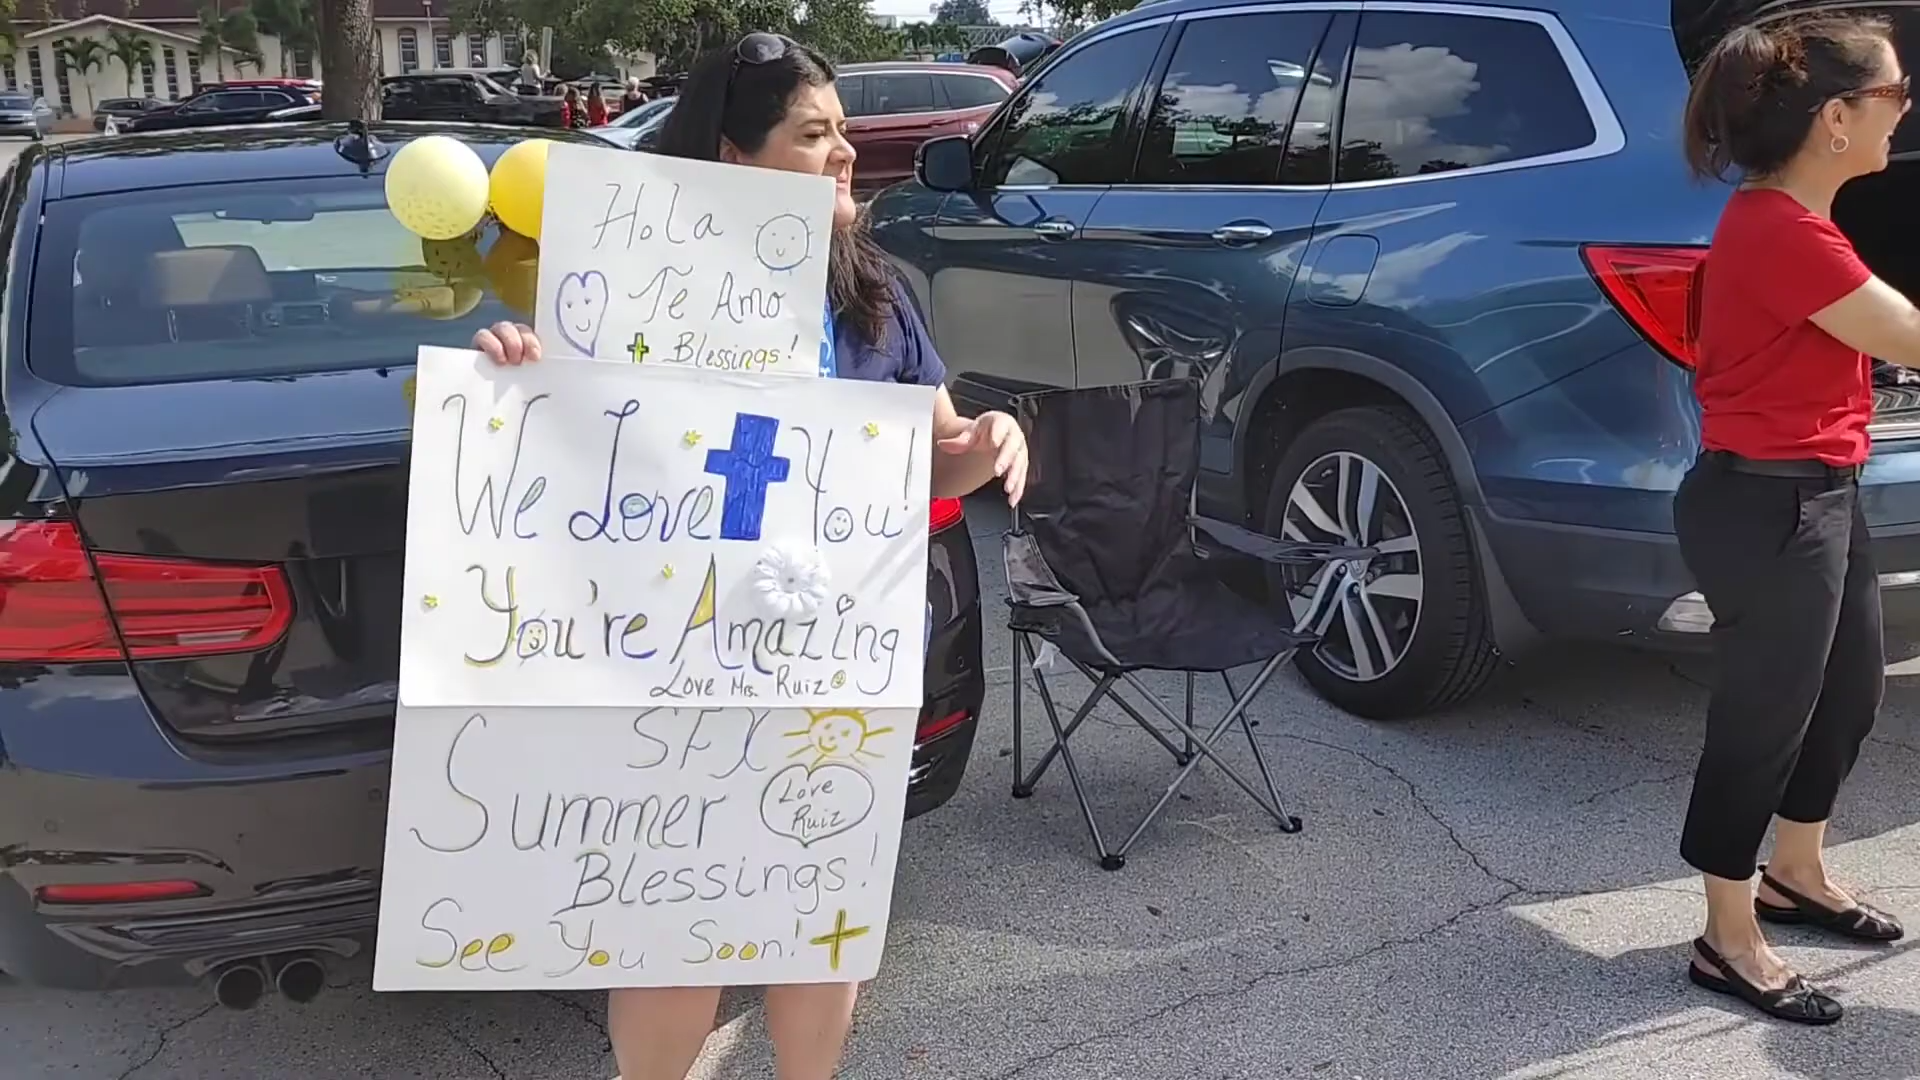 Hola
Te Amo
Blessings!
We Love You!
You're Amazing
Love Mrs. Ruiz
SFX
Summer
Love
Ruiz
Blessings!
See You Soon!